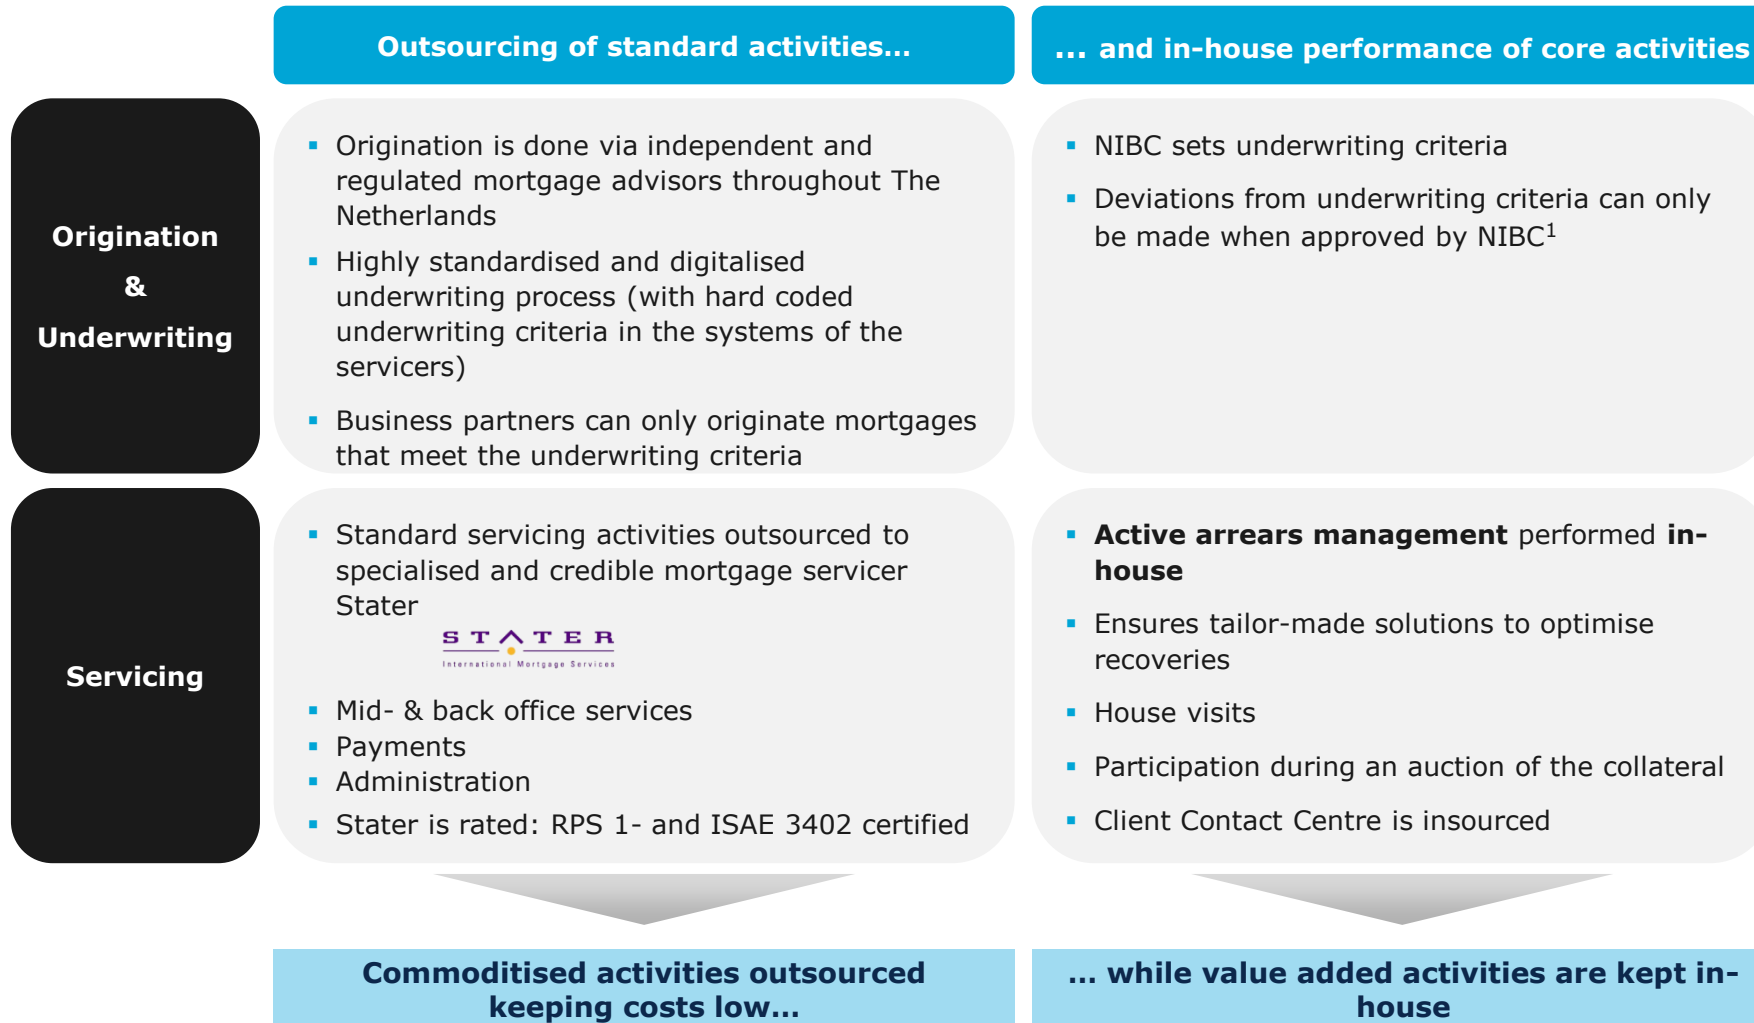 Outsourcing of standard activities...
... and in-house performance of core activities
Origination
&
Underwriting
▪ Origination is done via independent and
regulated mortgage advisors throughout The
Netherlands
▪ Highly standardised and digitalised
underwriting process (with hard coded
underwriting criteria in the systems of the
servicers)
▪ Business partners can only originate mortgages
that meet the underwriting criteria
▪ NIBC sets underwriting criteria
▪ Deviations from underwriting criteria can only
be made when approved by NIBC¹
Servicing
▪ Standard servicing activities outsourced to
specialised and credible mortgage servicer
Stater
STATER
International Mortgage Services
▪ Mid- & back office services
▪ Payments
▪ Administration
▪ Stater is rated: RPS 1- and ISAE 3402 certified
▪ Active arrears management performed in-
house
▪ Ensures tailor-made solutions to optimise
recoveries
▪ House visits
▪ Participation during an auction of the collateral
▪ Client Contact Centre is insourced
Commoditised activities outsourced
keeping costs low...
... while value added activities are kept in-
house